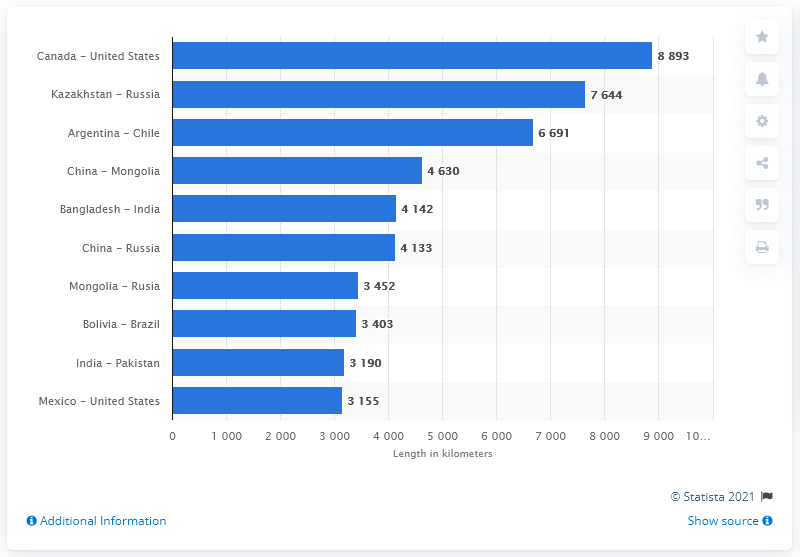 Canada – United States 8 893
Kazakhstan – Russia 7 644
Argentina – Chile 6 691
China – Mongolia 4 630
Bangladesh – India 4 142
China – Russia 4 133
Mongolia – Rusia 3 452
Bolivia – Brazil 3 403
India – Pakistan 3 190
Mexico – United States 3 155
0 1 000 2 000 3 000 4 000 5 000 6 000 7 000 8 000 9 000 10…
Length in kilometers
© Statista 2021
Additional Information Show source